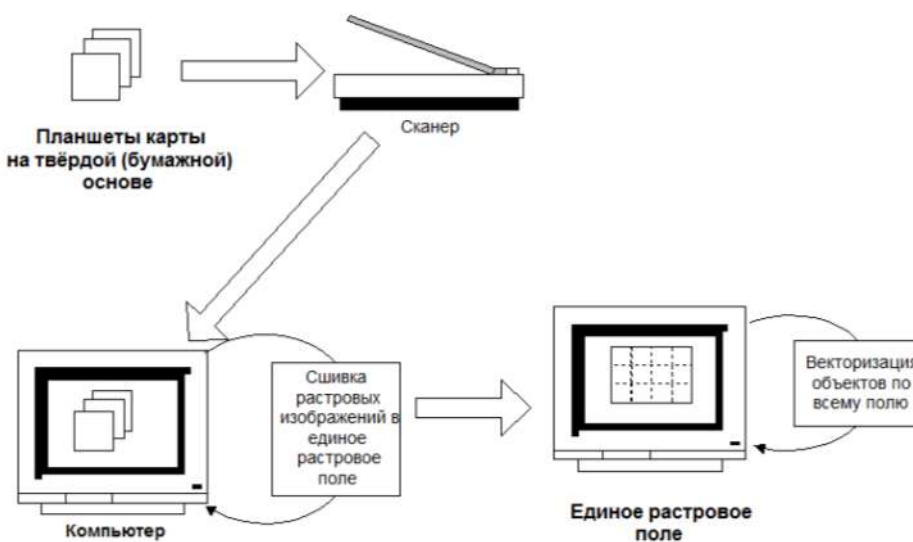 Планшеты карты
на твёрдой (бумажной)
основе
Сканер
Компьютер
Сшивка
растровых
изображений в
единое
растровое
поле
Единое растровое
поле
Векторизация
объектов по
всему полю